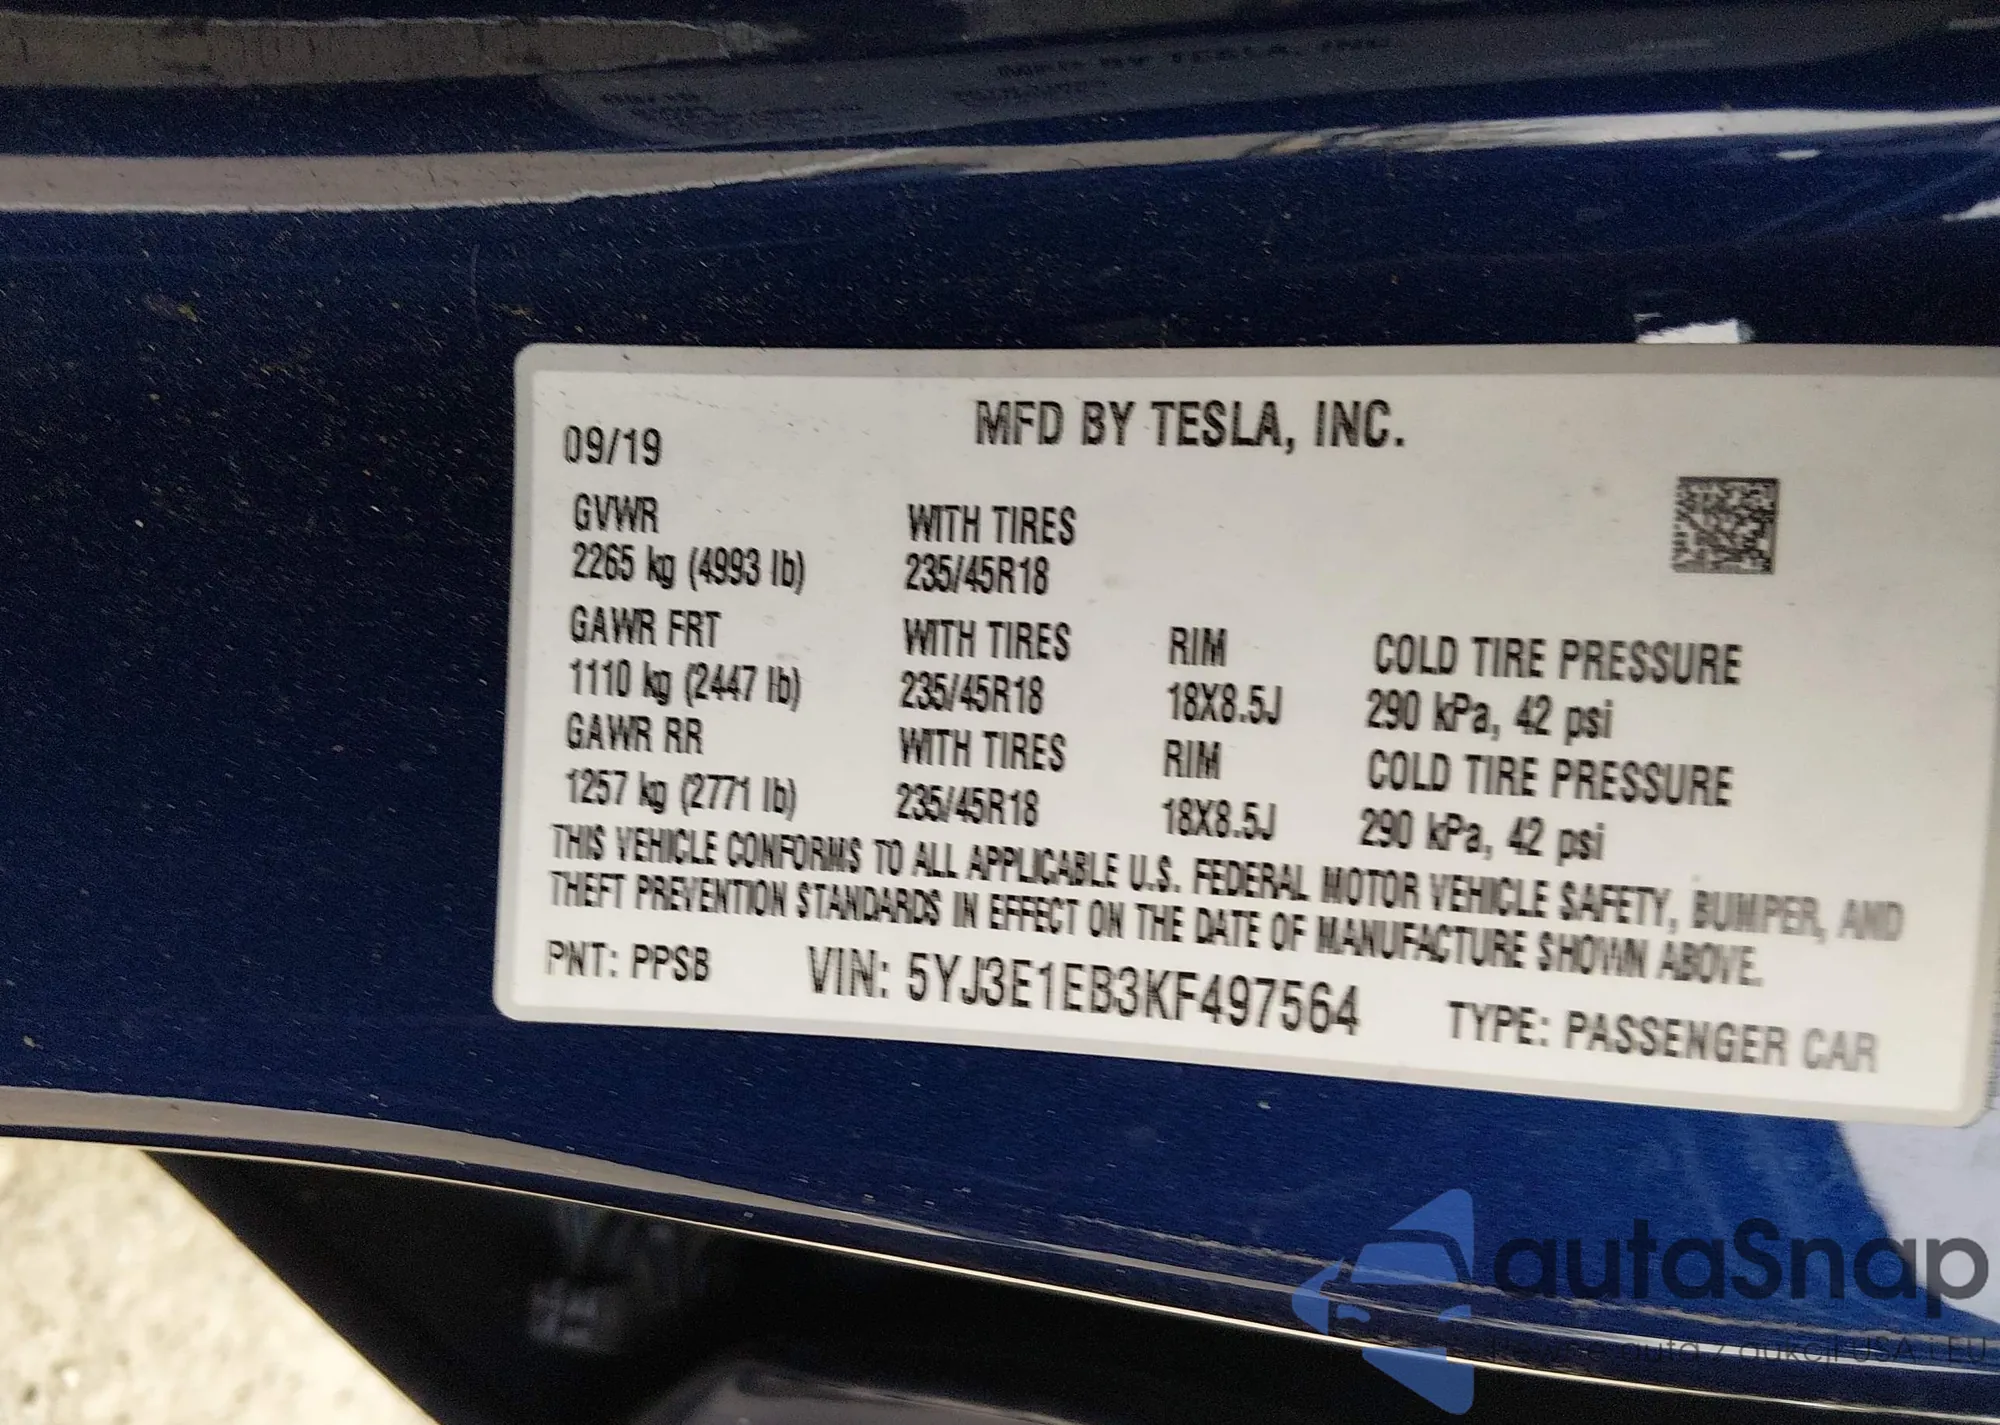 MFD BY TESLA, INC.
09/19
GVWR WITH TIRES
2265 kg (4993 lb) 235/45R18
GAWR FRT WITH TIRES RIM COLD TIRE PRESSURE
1110 kg (2447 lb) 235/45R18 18X8.5J 290 kPa, 42 psi
GAWR RR WITH TIRES RIM COLD TIRE PRESSURE
1257 kg (2771 lb) 235/45R18 18X8.5J 290 kPa, 42 psi
THIS VEHICLE CONFORMS TO ALL APPLICABLE U.S. FEDERAL MOTOR VEHICLE SAFETY, BUMPER, AND
THEFT PREVENTION STANDARDS IN EFFECT ON THE DATE OF MANUFACTURE SHOWN ABOVE.
PNT: PPSB VIN: 5YJ3E1EB3KF497564 TYPE: PASSENGER CAR
autaSnap
auta z aukcji USA i EU